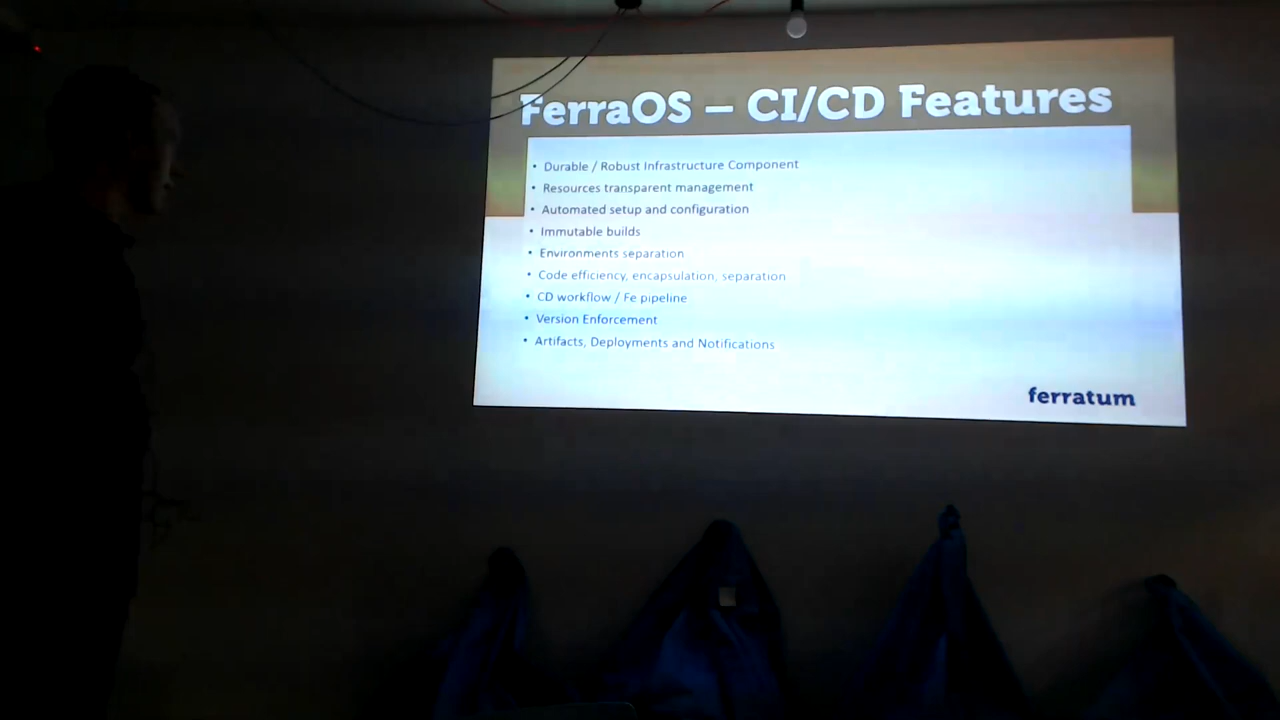 FerraOS – CI/CD Features
• Durable / Robust Infrastructure Component
• Resources transparent management
• Automated setup and configuration
• Immutable builds
• Environments separation
• Code efficiency, encapsulation, separation
• CD workflow / Fe pipeline
• Version Enforcement
• Artifacts, Deployments and Notifications
ferratum